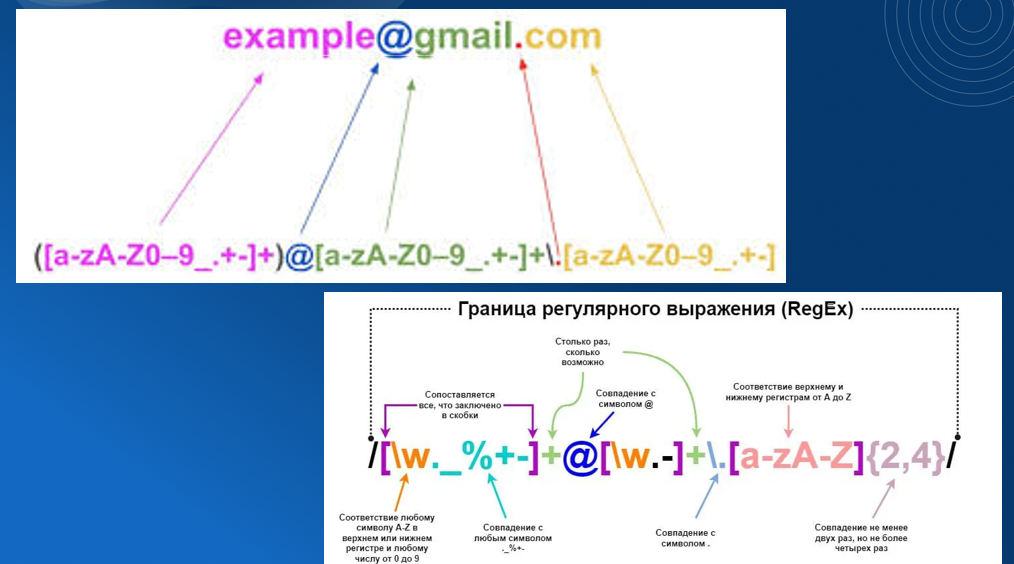 example@gmail.com
([a-zA-Z0–9_.+-]+)@[a-zA-Z0–9_.+-]+\.[a-zA-Z0–9_.+-]
Граница регулярного выражения (RegEx)
Столько раз,
сколько
возможно
Сопоставляется
все, что заключено
в скобки
Совпадение с
символом @
Соответствие верхнему и
нижнему регистрам от A до Z
/[\w._%+-]+@[\w.-]+\.[a-zA-Z]{2,4}/
Соответствие любому
символу A-Z в
верхнем или нижнем
регистре и любому
числу от 0 до 9
Совпадение с
любым символом
._%+-
Совпадение с
символом .
Совпадение не менее
двух раз, но не более
четырех раз